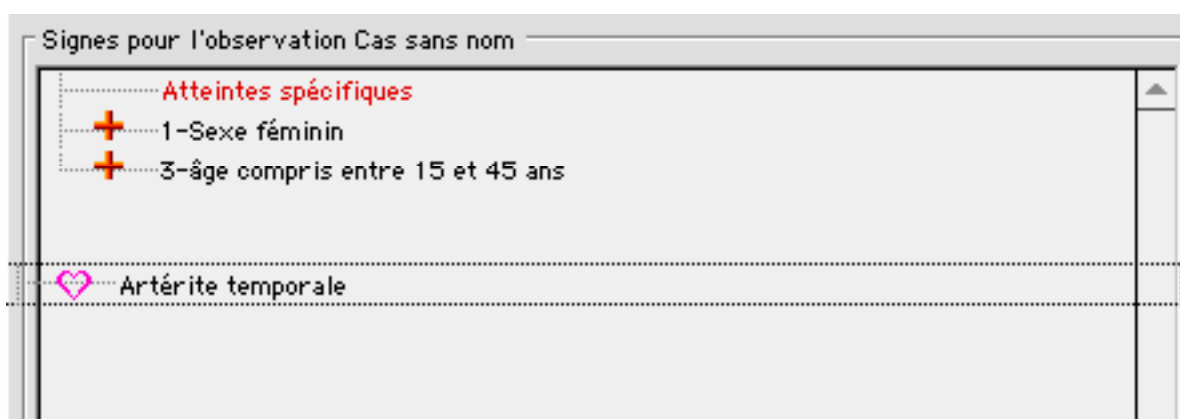 Signes pour l'observation Cas sans nom
Atteintes spécifiques
1-Sexe féminin
3-âge compris entre 15 et 45 ans
Artérite temporale